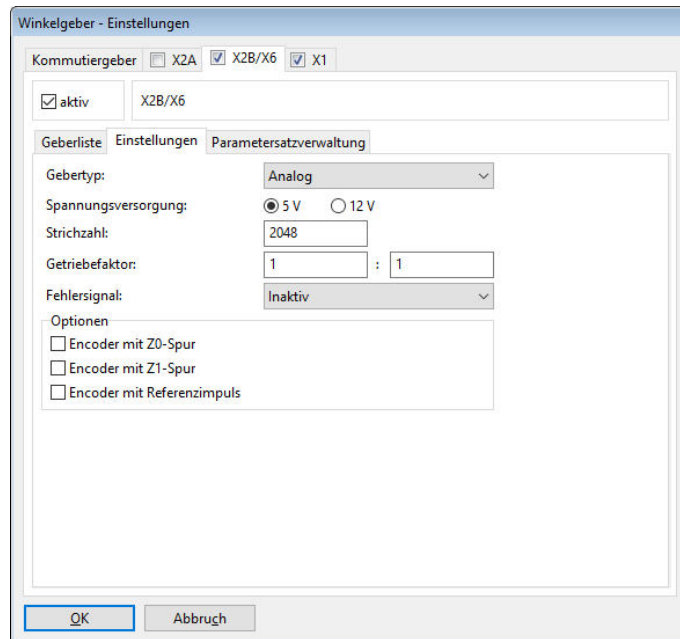 Winkelgeber - Einstellungen
Kommutiergeber X2A X2B/X6 X1
aktiv X2B/X6
Geberliste Einstellungen Parametersatzverwaltung
Gebertyp: Analog
Spannungsversorgung: 5 V 12 V
Strichzahl: 2048
Getriebefaktor: 1 : 1
Fehlersignal: Inaktiv
Optionen
Encoder mit Z0-Spur
Encoder mit Z1-Spur
Encoder mit Referenzimpuls
OK Abbruch